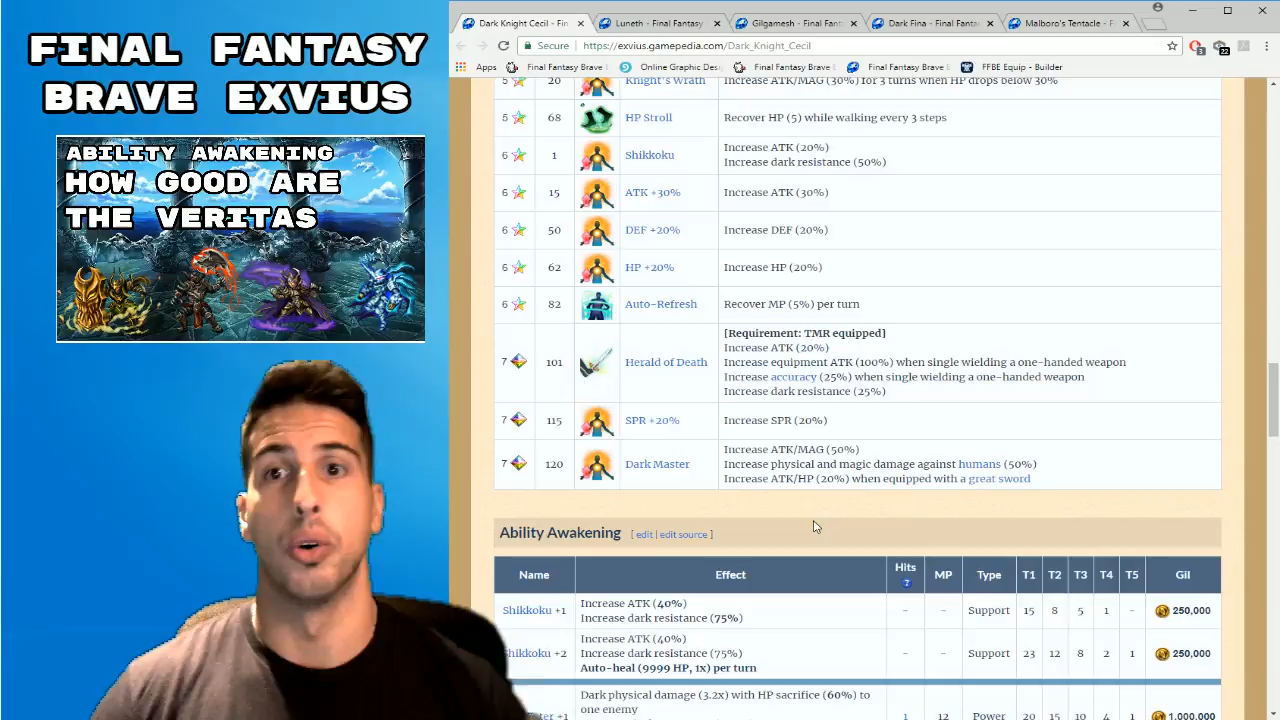 FINAL FANTASY
BRAVE EXVIUS
ABILITY AWAKENING
HOW GOOD ARE
THE VERITAS
Dark Knight Cecil - Fin
Luneth - Final Fantasy
Gilgamesh - Final Fant
Dark Fina - Final Fanta
Malboro's Tentacle - Fi
Secure
https://exvius.gamepedia.com/Dark_Knight_Cecil
Apps
Final Fantasy Brave
Online Graphic Des
Final Fantasy Brave
Final Fantasy Brave
FFBE Equip - Builder
5 20 Knight's Wrath Increase ATK/MAG (30%) for 3 turns when HP drops below 30%
5 68 HP Stroll Recover HP (5) while walking every 3 steps
6 1 Shikkoku Increase ATK (20%)
Increase dark resistance (50%)
6 15 ATK +30% Increase ATK (30%)
6 50 DEF +20% Increase DEF (20%)
6 62 HP +20% Increase HP (20%)
6 82 Auto-Refresh Recover MP (5%) per turn
7 101 Herald of Death [Requirement: TMR equipped]
Increase ATK (20%)
Increase equipment ATK (100%) when single wielding a one-handed weapon
Increase accuracy (25%) when single wielding a one-handed weapon
Increase dark resistance (25%)
7 115 SPR +20% Increase SPR (20%)
7 120 Dark Master Increase ATK/MAG (50%)
Increase physical and magic damage against humans (50%)
Increase ATK/HP (20%) when equipped with a great sword
Ability Awakening [ edit | edit source ]
Name Effect Hits ? MP Type T1 T2 T3 T4 T5 Gil
Shikkoku +1 Increase ATK (40%)
Increase dark resistance (75%) - - Support 15 8 5 1 - 250,000
Shikkoku +2 Increase ATK (40%)
Increase dark resistance (75%)
Auto-heal (9999 HP, 1x) per turn - - Support 23 12 8 2 1 250,000
Dark physical damage (3.2x) with HP sacrifice (60%) to
one enemy
+1 1 12 Power 20 15 10 4 1 1,000,000